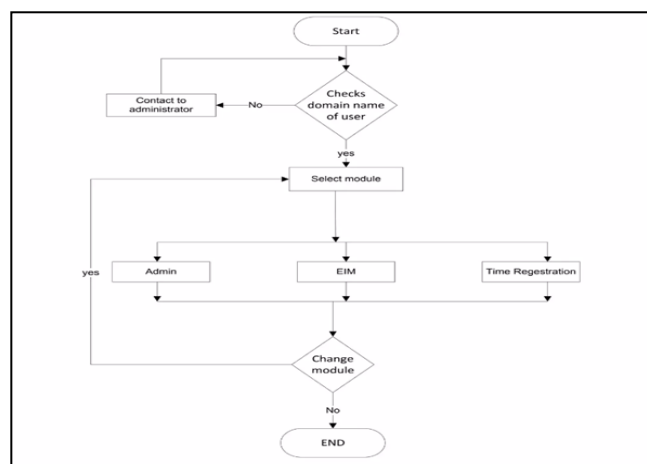 Start
Checks
domain name
of user
No
Contact to
administrator
yes
Select module
yes
Admin
EIM
Time Regestration
Change
module
No
END